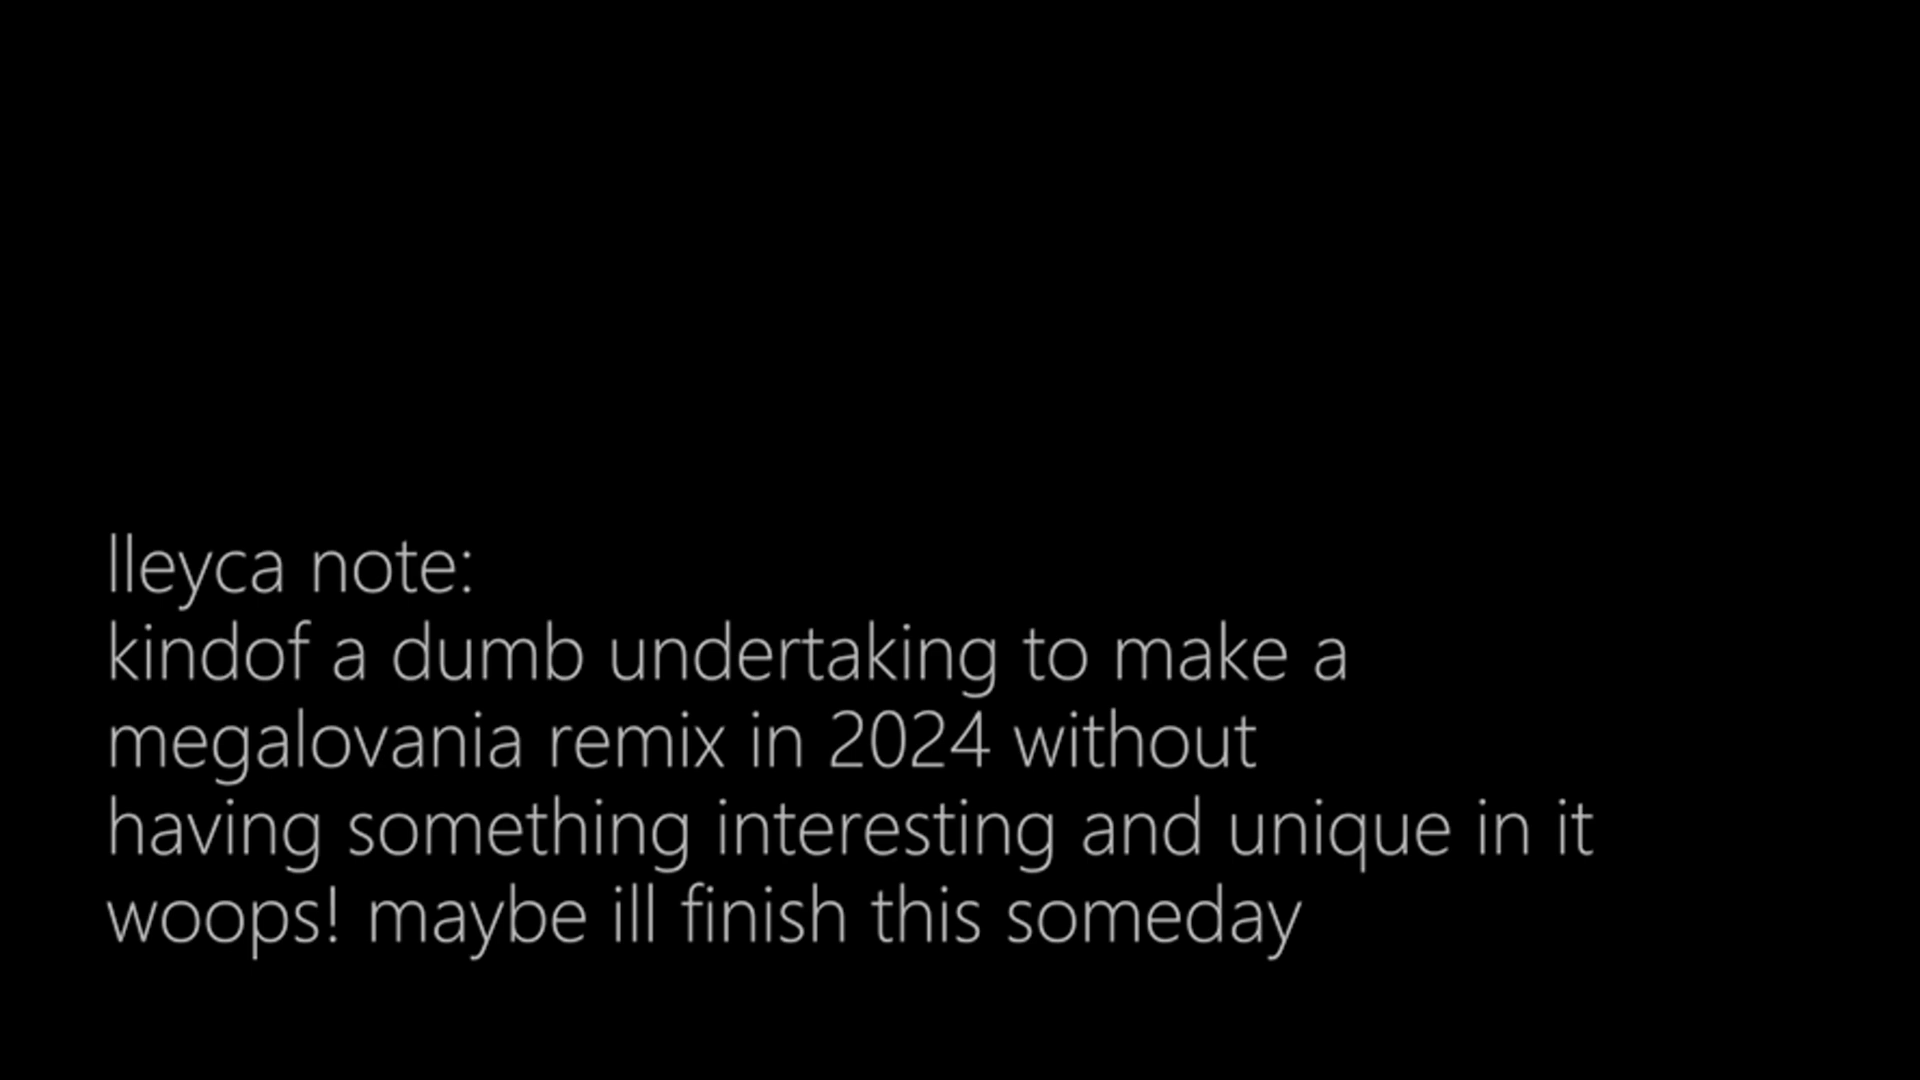 lleyca note:
kindof a dumb undertaking to make a
megalovania remix in 2024 without
having something interesting and unique in it
woops! maybe ill finish this someday